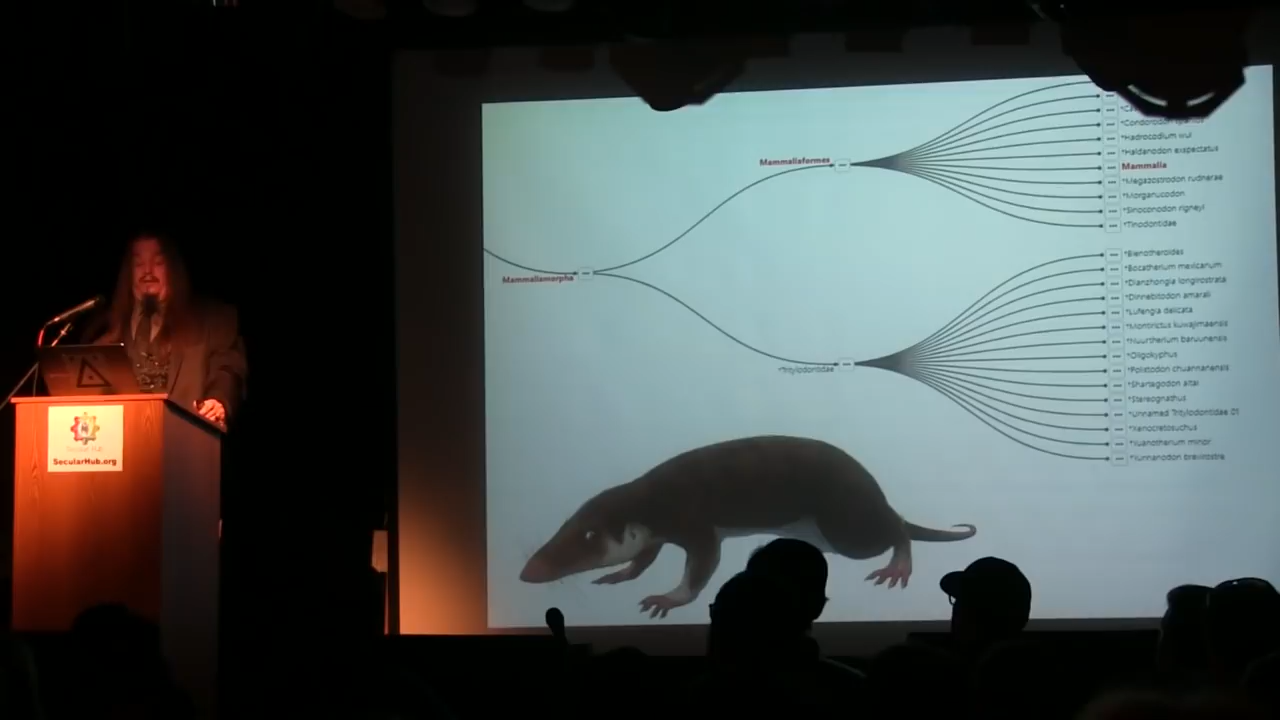 Mammaliaformes
Mammaliamorpha
*Tritylodontidae
*Hadrocodium wui
*Haldanodon exspectatus
Mammalia
*Megazostrodon rudnerae
*Morganucodon
*Sinoconodon rigneyi
*Tinodontidae
*Bienotheroides
*Bocatherium mexicanum
*Dianzhongia longirostrata
*Dinnebitodon amarali
*Lufengia delicata
*Montirictus kuwajimaensis
*Nuurtherium baruunensis
*Oligokyphus
*Polistodon chuannanensis
*Shartegodon altai
*Stereognathus
*Unnamed Tritylodontidae 01
*Xenocretosuchus
*Yuanotherium minor
*Yunnanodon brevirostre
Secular Hub
SecularHub.org